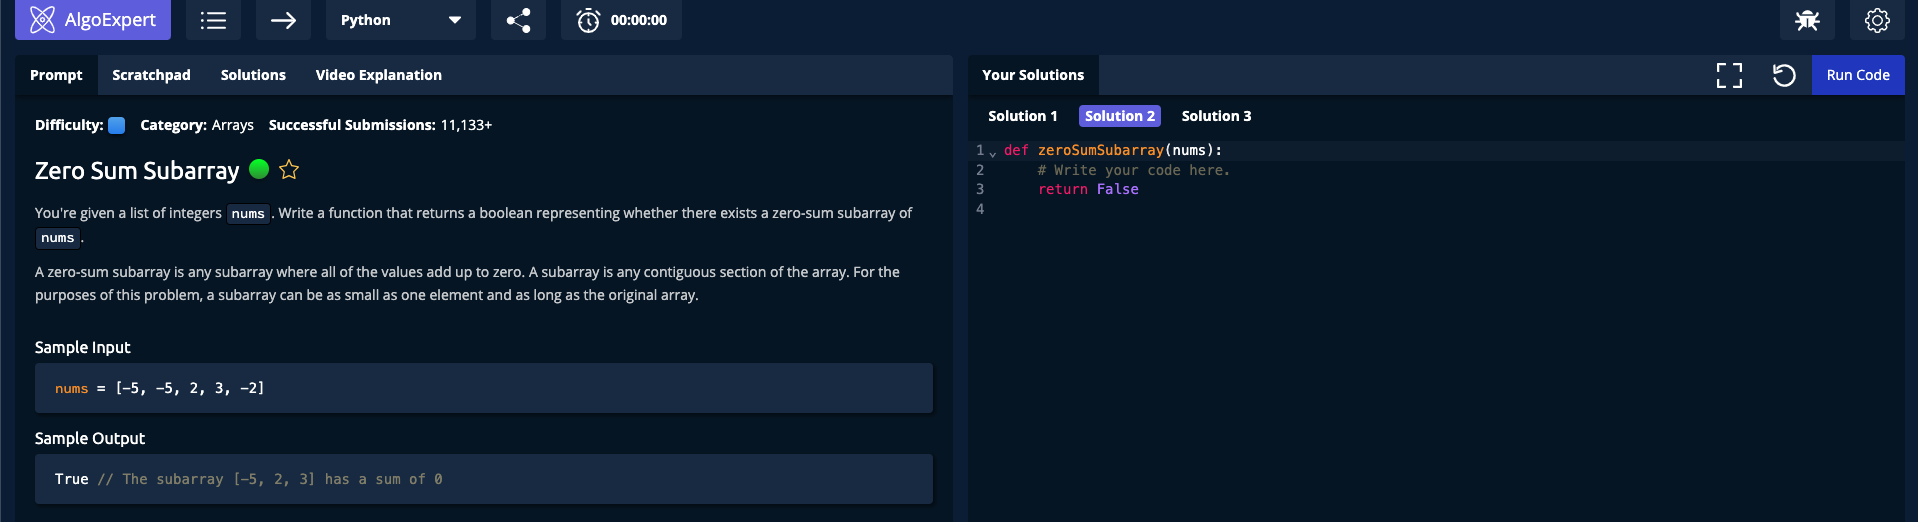 AlgoExpert
Python
00:00:00
Prompt
Scratchpad
Solutions
Video Explanation
Difficulty:
Category: Arrays
Successful Submissions: 11,133+
Zero Sum Subarray
You're given a list of integers nums . Write a function that returns a boolean representing whether there exists a zero-sum subarray of
nums .
A zero-sum subarray is any subarray where all of the values add up to zero. A subarray is any contiguous section of the array. For the
purposes of this problem, a subarray can be as small as one element and as long as the original array.
Sample Input
nums = [-5, -5, 2, 3, -2]
Sample Output
True // The subarray [-5, 2, 3] has a sum of 0
Your Solutions
Run Code
Solution 1
Solution 2
Solution 3
1 def zeroSumSubarray(nums):
2 # Write your code here.
3 return False
4